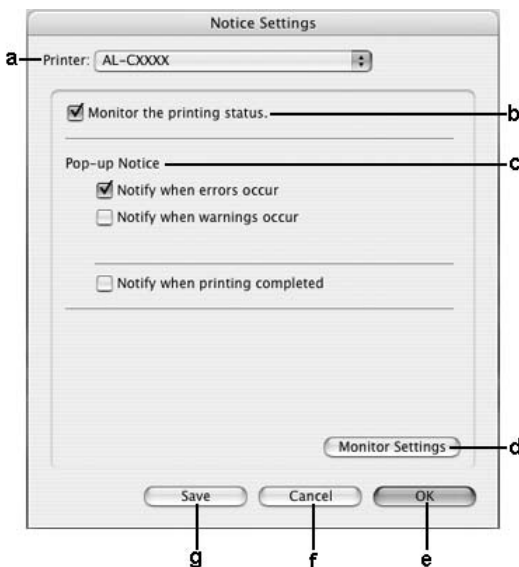 Notice Settings
a Printer: AL-CXXXX
Monitor the printing status. b
Pop-up Notice c
Notify when errors occur
Notify when warnings occur
Notify when printing completed
Monitor Settings d
Save Cancel OK
g f e